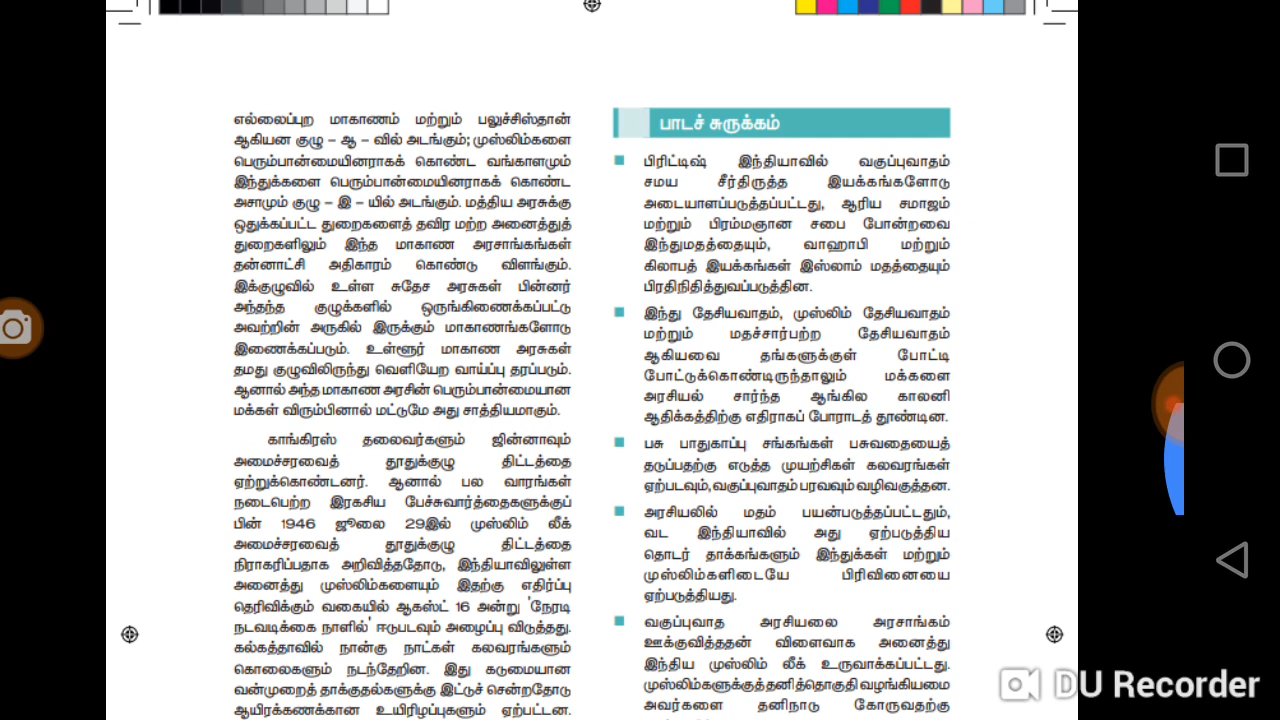 எல்லைப்புற மாகாணம் மற்றும் பலுச்சிஸ்தான்
ஆகியன குழு – ஆ – வில் அடங்கும்; முஸ்லிம்களை
பெரும்பான்மையினராகக் கொண்ட வங்காளமும்
இந்துக்களை பெரும்பான்மையினராகக் கொண்ட
அசாமும் குழு – இ – யில் அடங்கும். மத்திய அரசுக்கு
ஒதுக்கப்பட்ட துறைகளைத் தவிர மற்ற அனைத்துத்
துறைகளிலும் இந்த மாகாண அரசாங்கங்கள்
தன்னாட்சி அதிகாரம் கொண்டு விளங்கும்.
இக்குழுவில் உள்ள சுதேச அரசுகள் பின்னர்
அந்தந்த குழுக்களில் ஒருங்கிணைக்கப்பட்டு
அவற்றின் அருகில் இருக்கும் மாகாணங்களோடு
இணைக்கப்படும். உள்ளூர் மாகாண அரசுகள்
தமது குழுவிலிருந்து வெளியேற வாய்ப்பு தரப்படும்.
ஆனால் அந்த மாகாண அரசின் பெரும்பான்மையான
மக்கள் விரும்பினால் மட்டுமே அது சாத்தியமாகும்.
காங்கிரஸ் தலைவர்களும் ஜின்னாவும்
அமைச்சரவைத் தூதுக்குழு திட்டத்தை
ஏற்றுக்கொண்டனர். ஆனால் பல வாரங்கள்
நடைபெற்ற இரகசிய பேச்சுவார்த்தைகளுக்குப்
பின் 1946 ஜூலை 29இல் முஸ்லிம் லீக்
அமைச்சரவைத் தூதுக்குழு திட்டத்தை
நிராகரிப்பதாக அறிவித்ததோடு, இந்தியாவிலுள்ள
அனைத்து முஸ்லிம்களையும் இதற்கு எதிர்ப்பு
தெரிவிக்கும் வகையில் ஆகஸ்ட் 16 அன்று 'நேரடி
நடவடிக்கை நாளில்' ஈடுபடவும் அழைப்பு விடுத்தது.
கல்கத்தாவில் நான்கு நாட்கள் கலவரங்களும்
கொலைகளும் நடந்தேறின. இது கடுமையான
வன்முறைத் தாக்குதல்களுக்கு இட்டுச் சென்றதோடு
ஆயிரக்கணக்கான உயிரிழப்புகளும் ஏற்பட்டன.
பாடச் சுருக்கம்
பிரிட்டிஷ் இந்தியாவில் வகுப்புவாதம்
சமய சீர்திருத்த இயக்கங்களோடு
அடையாளப்படுத்தப்பட்டது, ஆரிய சமாஜம்
மற்றும் பிரம்மஞான சபை போன்றவை
இந்துமதத்தையும், வாஹாபி மற்றும்
கிலாபத் இயக்கங்கள் இஸ்லாம் மதத்தையும்
பிரதிநிதித்துவப்படுத்தின.
இந்து தேசியவாதம், முஸ்லிம் தேசியவாதம்
மற்றும் மதச்சார்பற்ற தேசியவாதம்
ஆகியவை தங்களுக்குள் போட்டி
போட்டுக்கொண்டிருந்தாலும் மக்களை
அரசியல் சார்ந்த ஆங்கில காலனி
ஆதிக்கத்திற்கு எதிராகப் போராடத் தூண்டின.
பசு பாதுகாப்பு சங்கங்கள் பசுவதையைத்
தடுப்பதற்கு எடுத்த முயற்சிகள் கலவரங்கள்
ஏற்படவும், வகுப்புவாதம் பரவவும் வழிவகுத்தன.
அரசியலில் மதம் பயன்படுத்தப்பட்டதும்,
வட இந்தியாவில் அது ஏற்படுத்திய
தொடர் தாக்கங்களும் இந்துக்கள் மற்றும்
முஸ்லிம்களிடையே பிரிவினையை
ஏற்படுத்தியது.
வகுப்புவாத அரசியலை அரசாங்கம்
ஊக்குவித்ததன் விளைவாக அனைத்து
இந்திய முஸ்லிம் லீக் உருவாக்கப்பட்டது.
முஸ்லிம்களுக்குத் தனித்தொகுதி வழங்கியமை
அவர்களை தனிநாடு கோருவதற்கு
DU Recorder